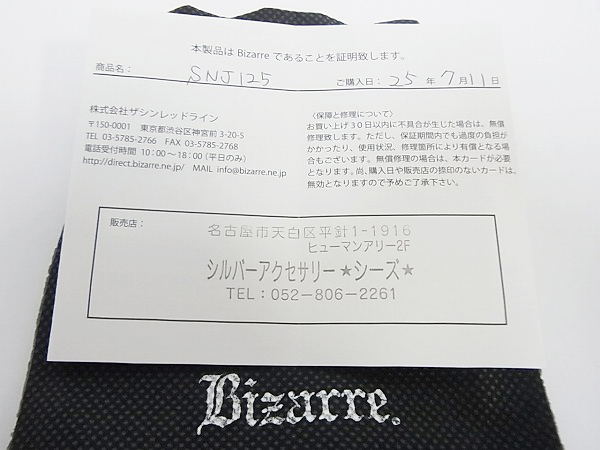 本製品は Bizarre であることを証明致します。
商品名： SNJ125 ご購入日： 25 年 7 月 11 日
株式会社ザシンレッドライン
〒150-0001 東京都渋谷区神宮前 3-20-5
TEL 03-5785-2766 FAX 03-5785-2768
電話受付時間 10：00～18：00（平日のみ）
http://direct.bizarre.ne.jp/ MAIL info@bizarre.ne.jp
〈保障と修理について〉
お買い上げ３０日以内に不具合が生じた場合は、無償
修理致します。ただし、保証期間内でも過度の負担が
かかったり、使用状況、修理箇所により有償となる場
合もございます。無償修理の場合は、本カードが必要
となります。尚、購入日や販売店の捺印のないカードは、
無効となりますので予めご了承下さい。
販売店：
名古屋市天白区平針1-1916
ヒューマンアリー2F
シルバーアクセサリー★シーズ★
TEL：052-806-2261
Bizarre.